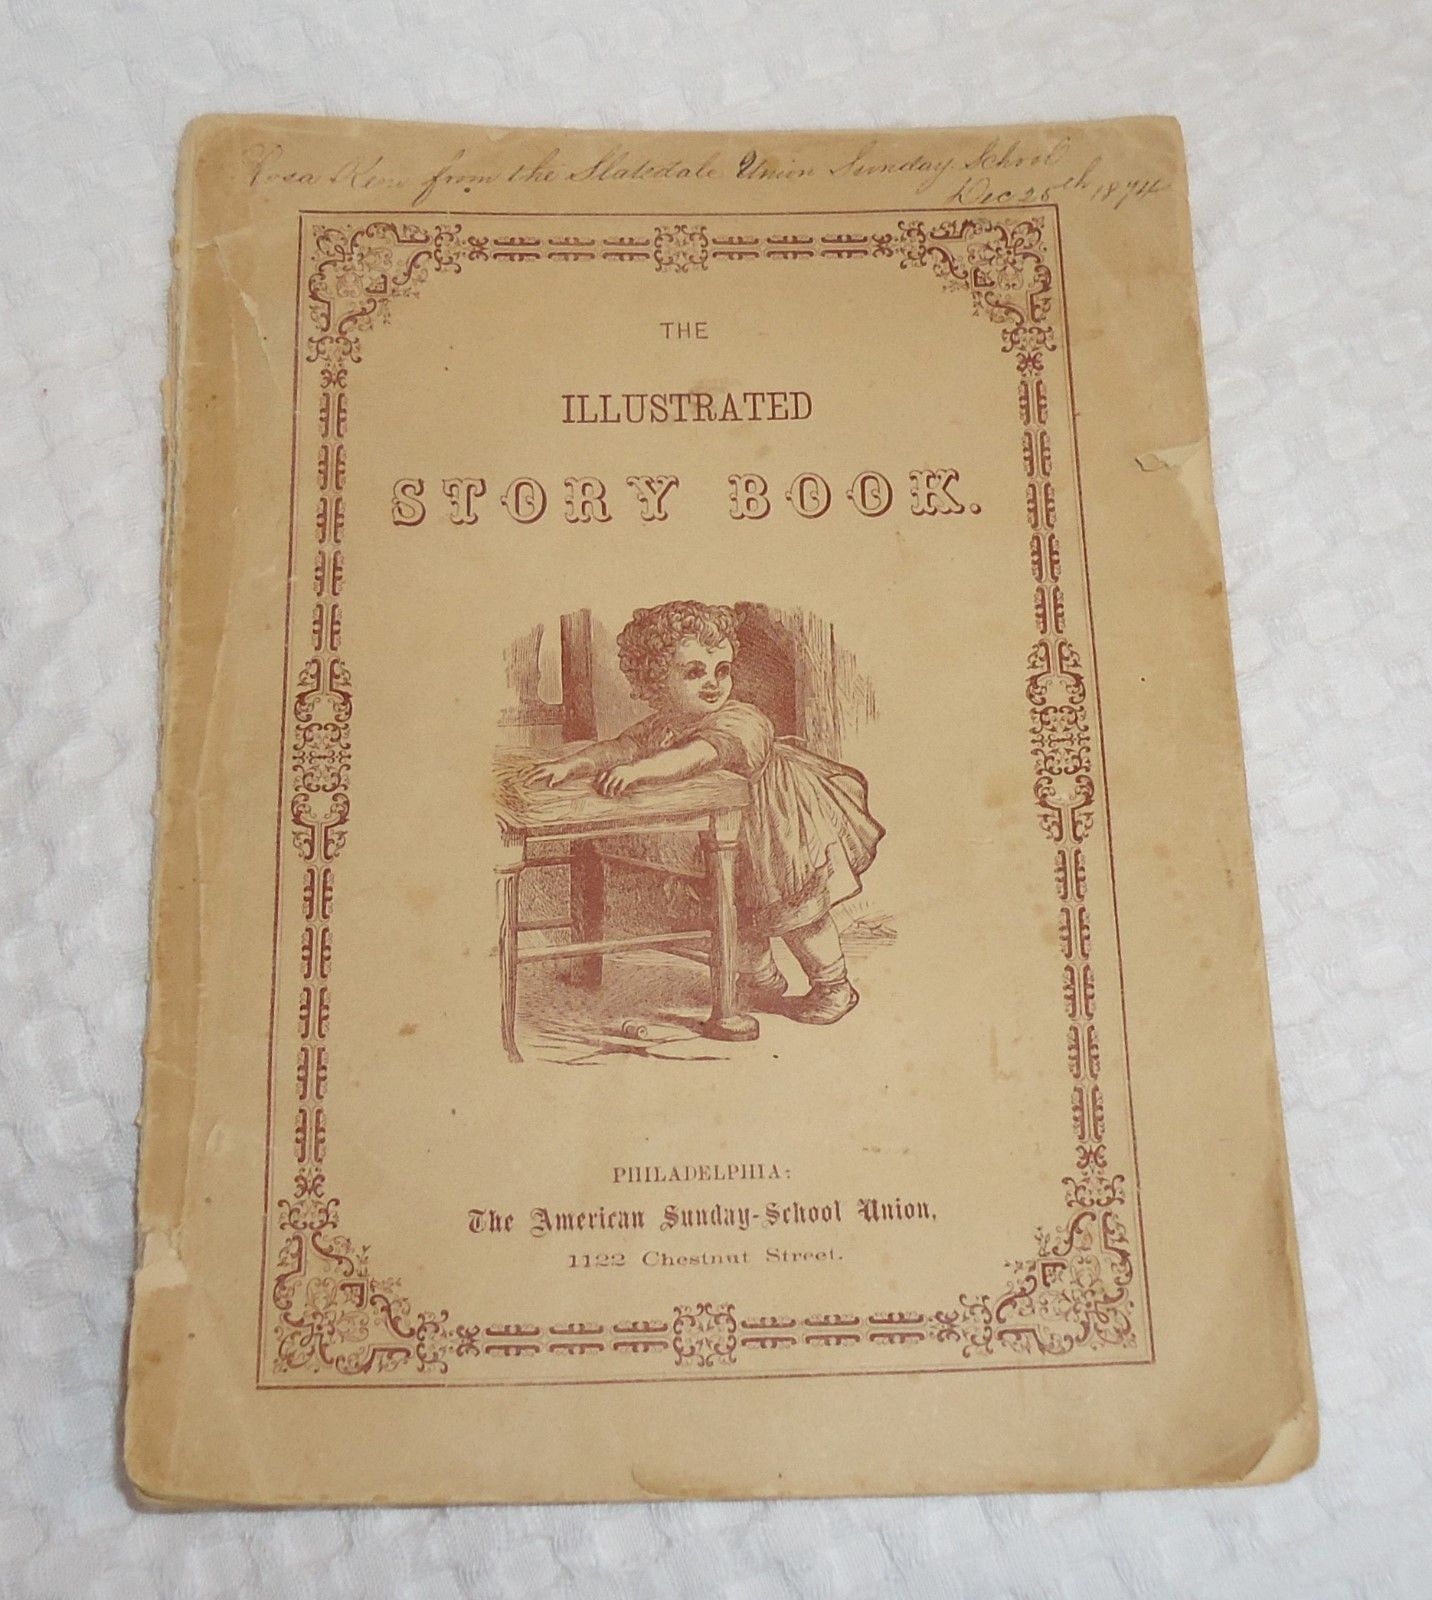 Rosa Kern from the Slatedale Union Sunday School
Dec 25th 1874
THE
ILLUSTRATED
STORY BOOK.
PHILADELPHIA:
The American Sunday-School Union,
1122 Chestnut Street.